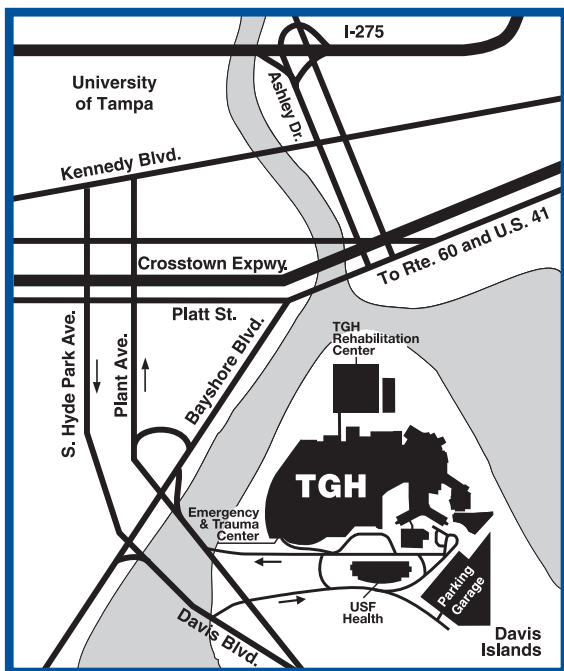 I-275
University
of Tampa
Ashley Dr.
Kennedy Blvd.
Crosstown Expwy.
To Rte. 60 and U.S. 41
Platt St.
S. Hyde Park Ave.
Plant Ave.
Bayshore Blvd.
TGH
Rehabilitation
Center
TGH
Emergency
& Trauma
Center
USF
Health
Parking
Garage
Davis Blvd.
Davis
Islands